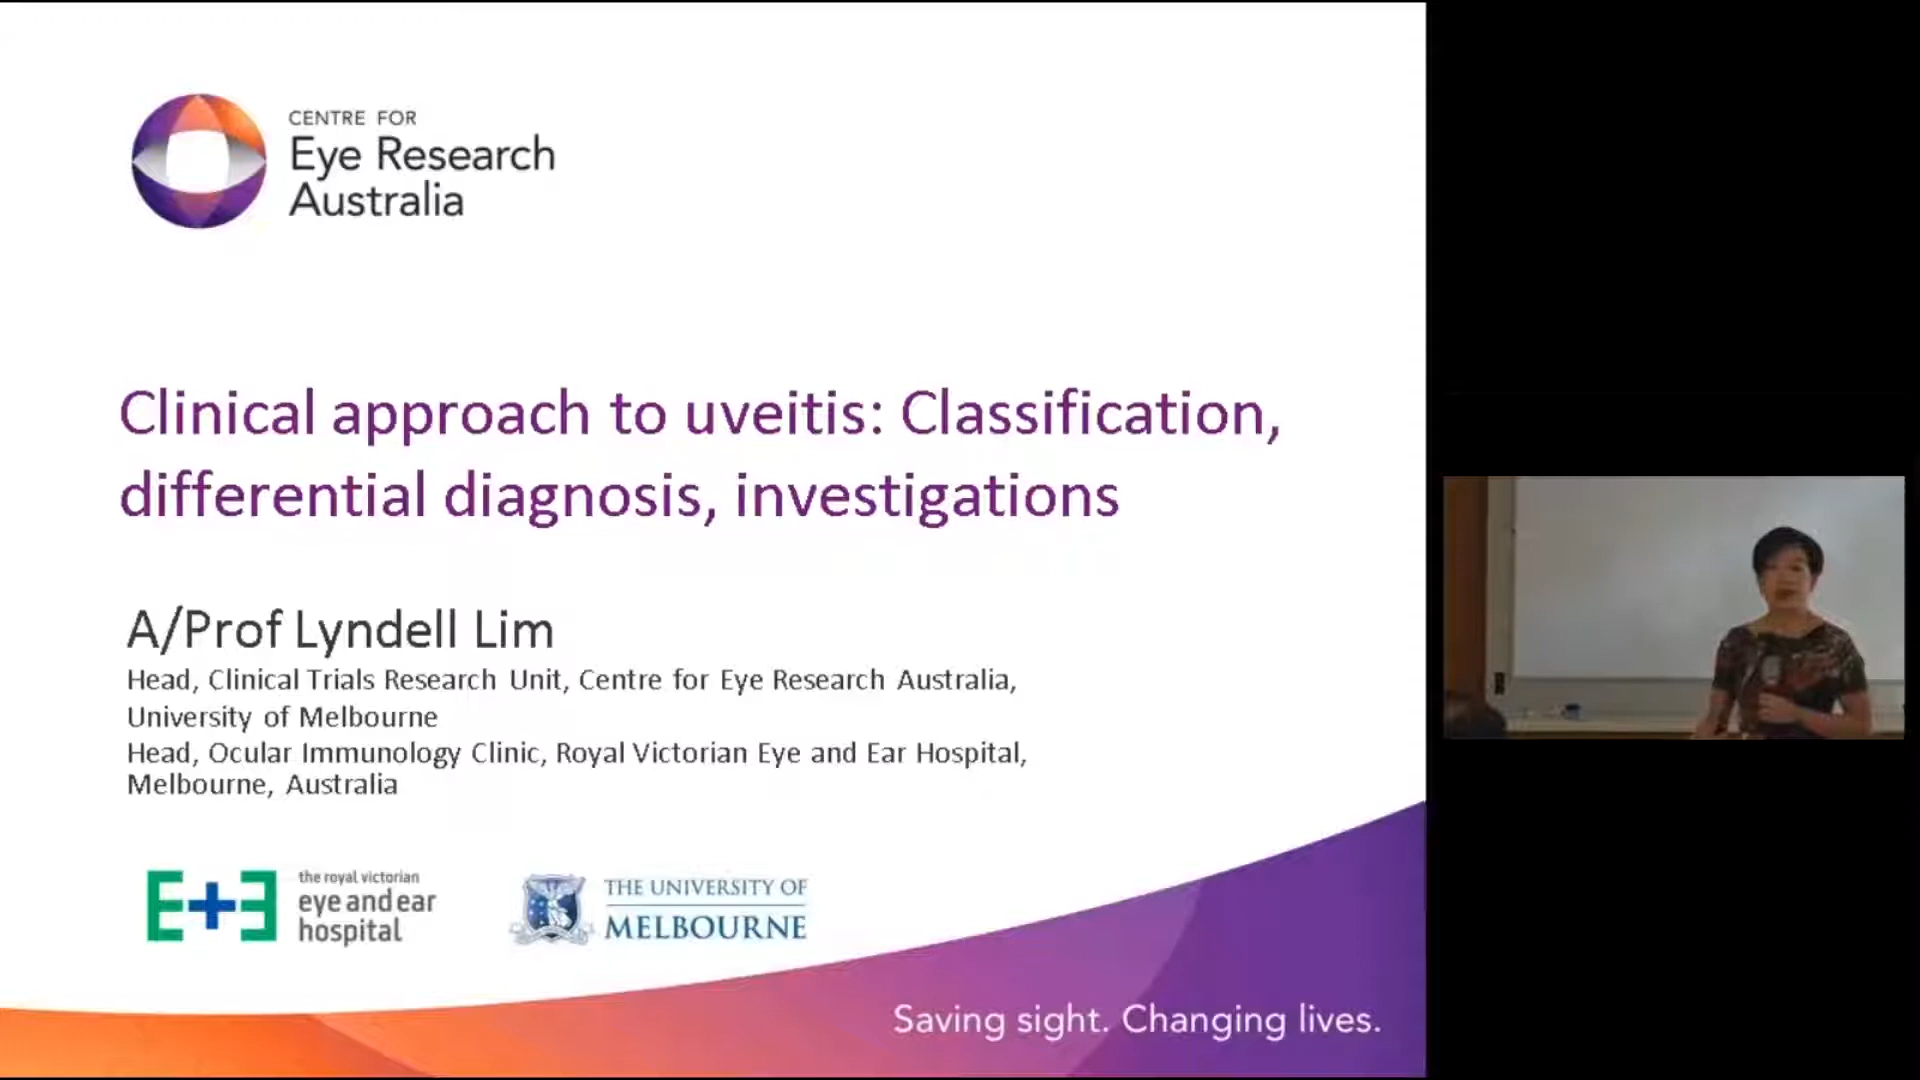 CENTRE FOR
Eye Research
Australia
Clinical approach to uveitis: Classification,
differential diagnosis, investigations
A/Prof Lyndell Lim
Head, Clinical Trials Research Unit, Centre for Eye Research Australia,
University of Melbourne
Head, Ocular Immunology Clinic, Royal Victorian Eye and Ear Hospital,
Melbourne, Australia
E+E
the royal victorian
eye and ear
hospital
THE UNIVERSITY OF
MELBOURNE
Saving sight. Changing lives.